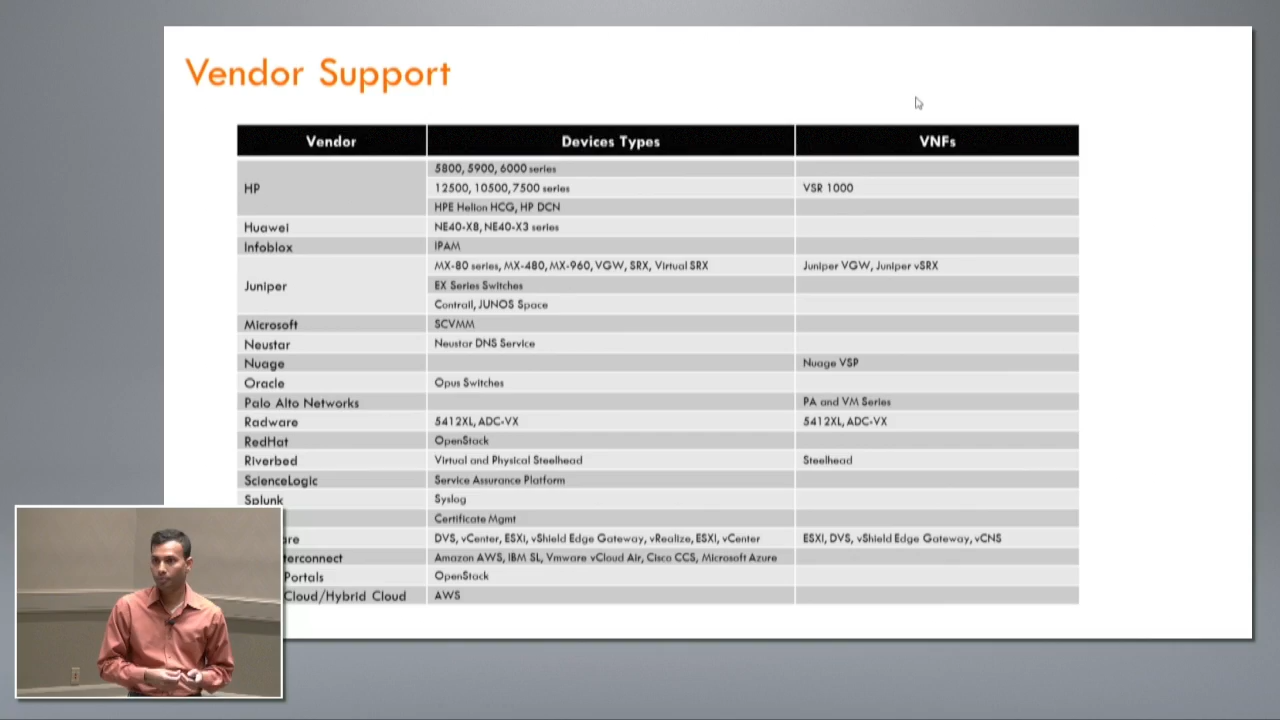 Vendor Support
Vendor Devices Types VNFs
5800, 5900, 6000 series
HP 12500, 10500, 7500 series VSR 1000
HPE Helion HCG, HP DCN
Huawei NE40-X8, NE40-X3 series
Infoblox IPAM
MX-80 series, MX-480, MX-960, VGW, SRX, Virtual SRX Juniper VGW, Juniper vSRX
Juniper EX Series Switches
Contrail, JUNOS Space
Microsoft SCVMM
Neustar Neustar DNS Service
Nuage Nuage VSP
Oracle Opus Switches
Palo Alto Networks PA and VM Series
Radware 5412XL, ADC-VX 5412XL, ADC-VX
RedHat OpenStack
Riverbed Virtual and Physical Steelhead Steelhead
ScienceLogic Service Assurance Platform
Splunk Syslog
Certificate Mgmt
are DVS, vCenter, ESXi, vShield Edge Gateway, vRealize, ESXi, vCenter ESXi, DVS, vShield Edge Gateway, vCNS
terconnect Amazon AWS, IBM SL, Vmware vCloud Air, Cisco CCS, Microsoft Azure
Portals OpenStack
Cloud/Hybrid Cloud AWS